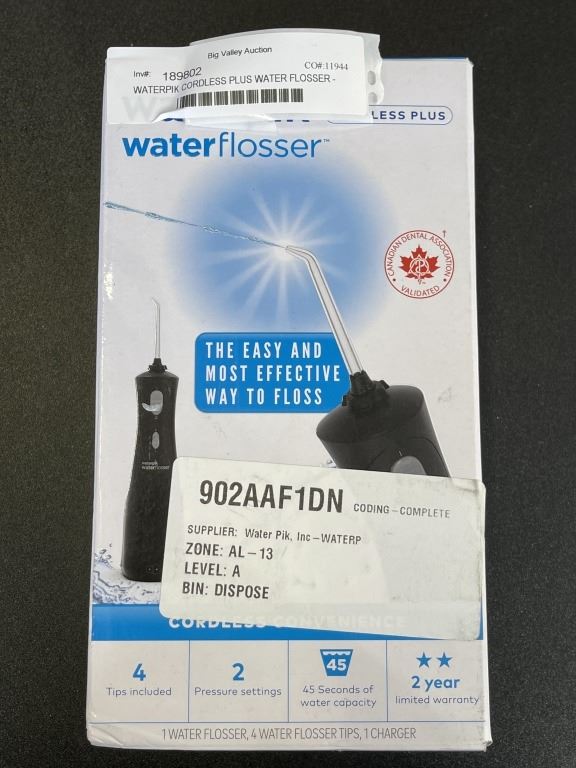 Big Valley Auction
Inv#: 189802 CO#:11944
WATERPIK CORDLESS PLUS WATER FLOSSER -
LESS PLUS
waterflosser™
CANADIAN DENTAL ASSOCIATION †
VALIDATED
THE EASY AND
MOST EFFECTIVE
WAY TO FLOSS
waterpik
waterflosser
902AAF1DN CODING-COMPLETE
SUPPLIER: Water Pik, Inc-WATERP
ZONE: AL-13
LEVEL: A
BIN: DISPOSE
CORDLESS CONVENIENCE
4
Tips included
2
Pressure settings
45
45 Seconds of
water capacity
2 year
limited warranty
1 WATER FLOSSER, 4 WATER FLOSSER TIPS, 1 CHARGER